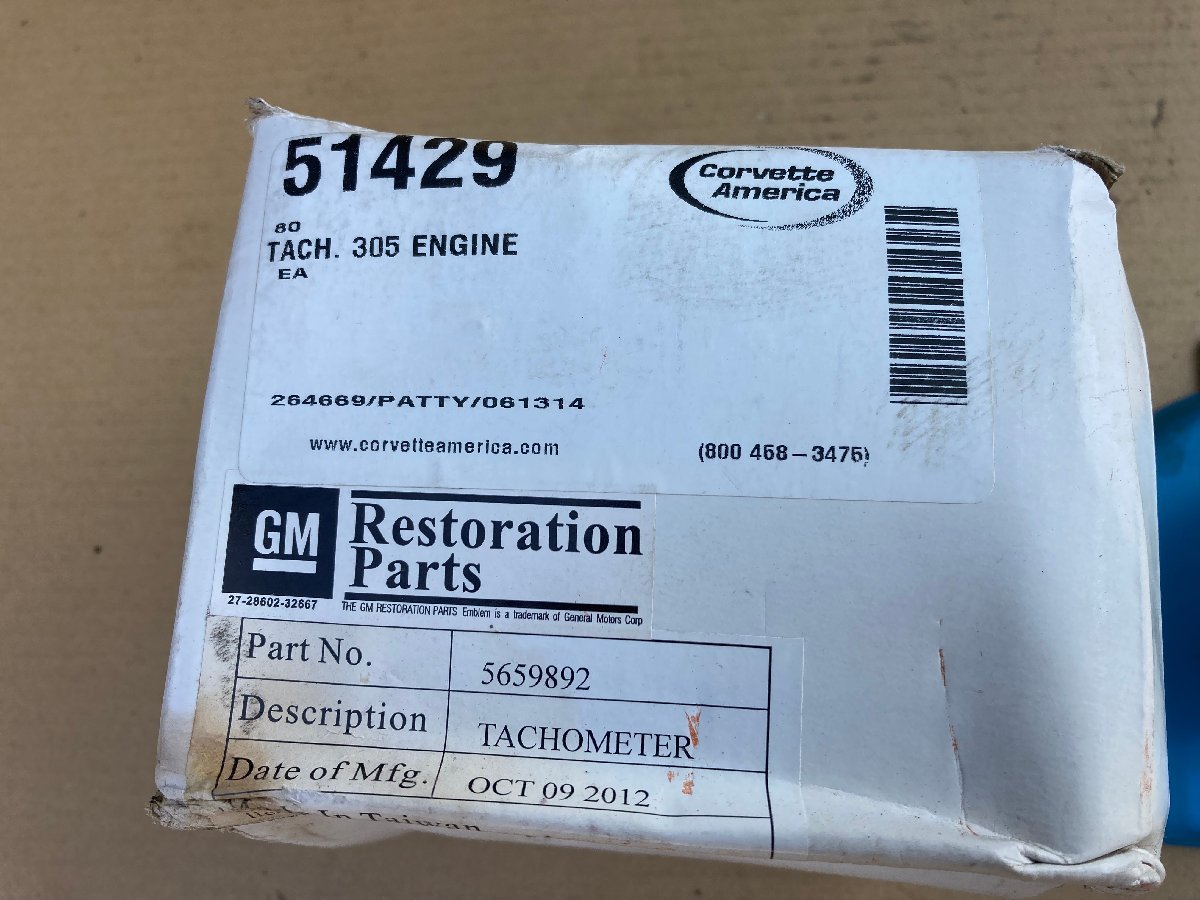 51429
Corvette
America
80
TACH. 305 ENGINE
EA
264669/PATTY/061314
www.corvetteamerica.com
(800 458-3475)
GM
Restoration
Parts
27-28602-32667
THE GM RESTORATION PARTS Emblem is a trademark of General Motors Corp
Part No. 5659892
Description TACHOMETER
Date of Mfg. OCT 09 2012
In Taiwan